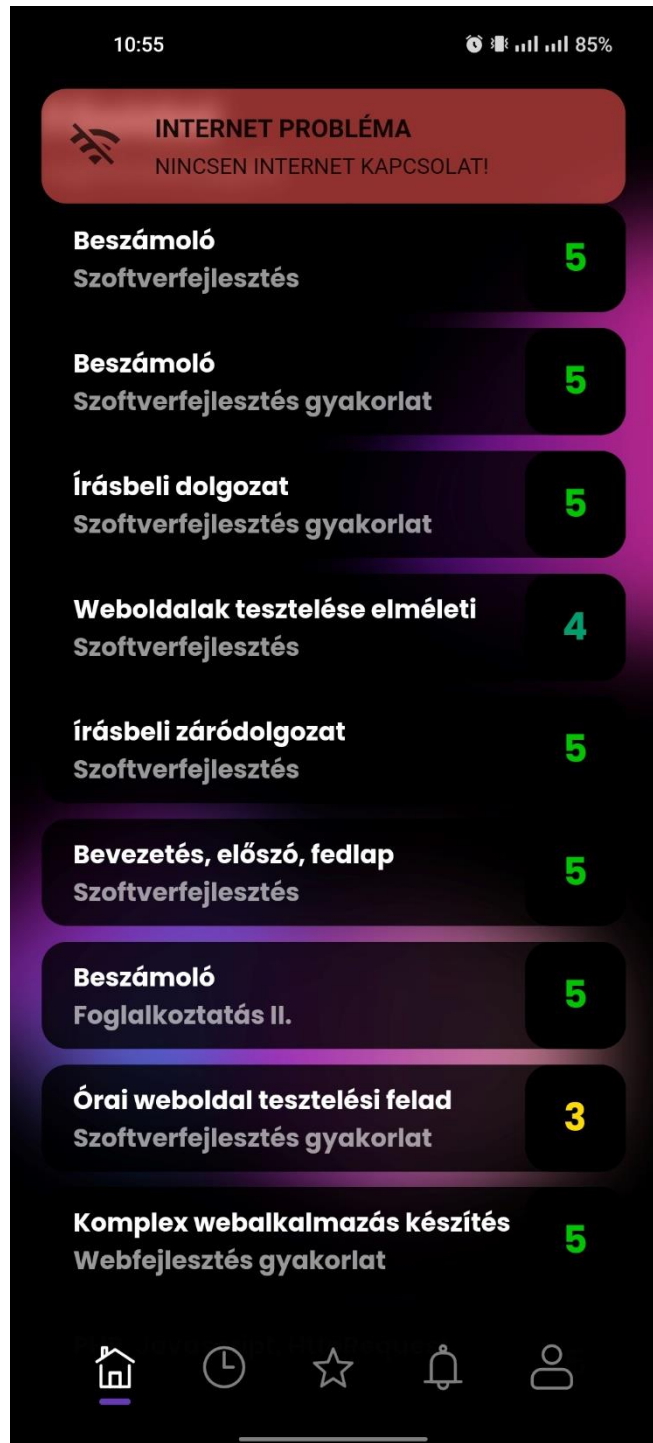 10:55
85%
INTERNET PROBLÉMA
NINCSEN INTERNET KAPCSOLAT!
Beszámoló
5
Szoftverfejlesztés
Beszámoló
5
Szoftverfejlesztés gyakorlat
Írásbeli dolgozat
5
Szoftverfejlesztés gyakorlat
Weboldalak tesztelése elméleti
4
Szoftverfejlesztés
írásbeli záródolgozat
5
Szoftverfejlesztés
Bevezetés, előszó, fedlap
5
Szoftverfejlesztés
Beszámoló
5
Foglalkoztatás II.
Órai weboldal tesztelési felad
3
Szoftverfejlesztés gyakorlat
Komplex webalkalmazás készítés
5
Webfejlesztés gyakorlat